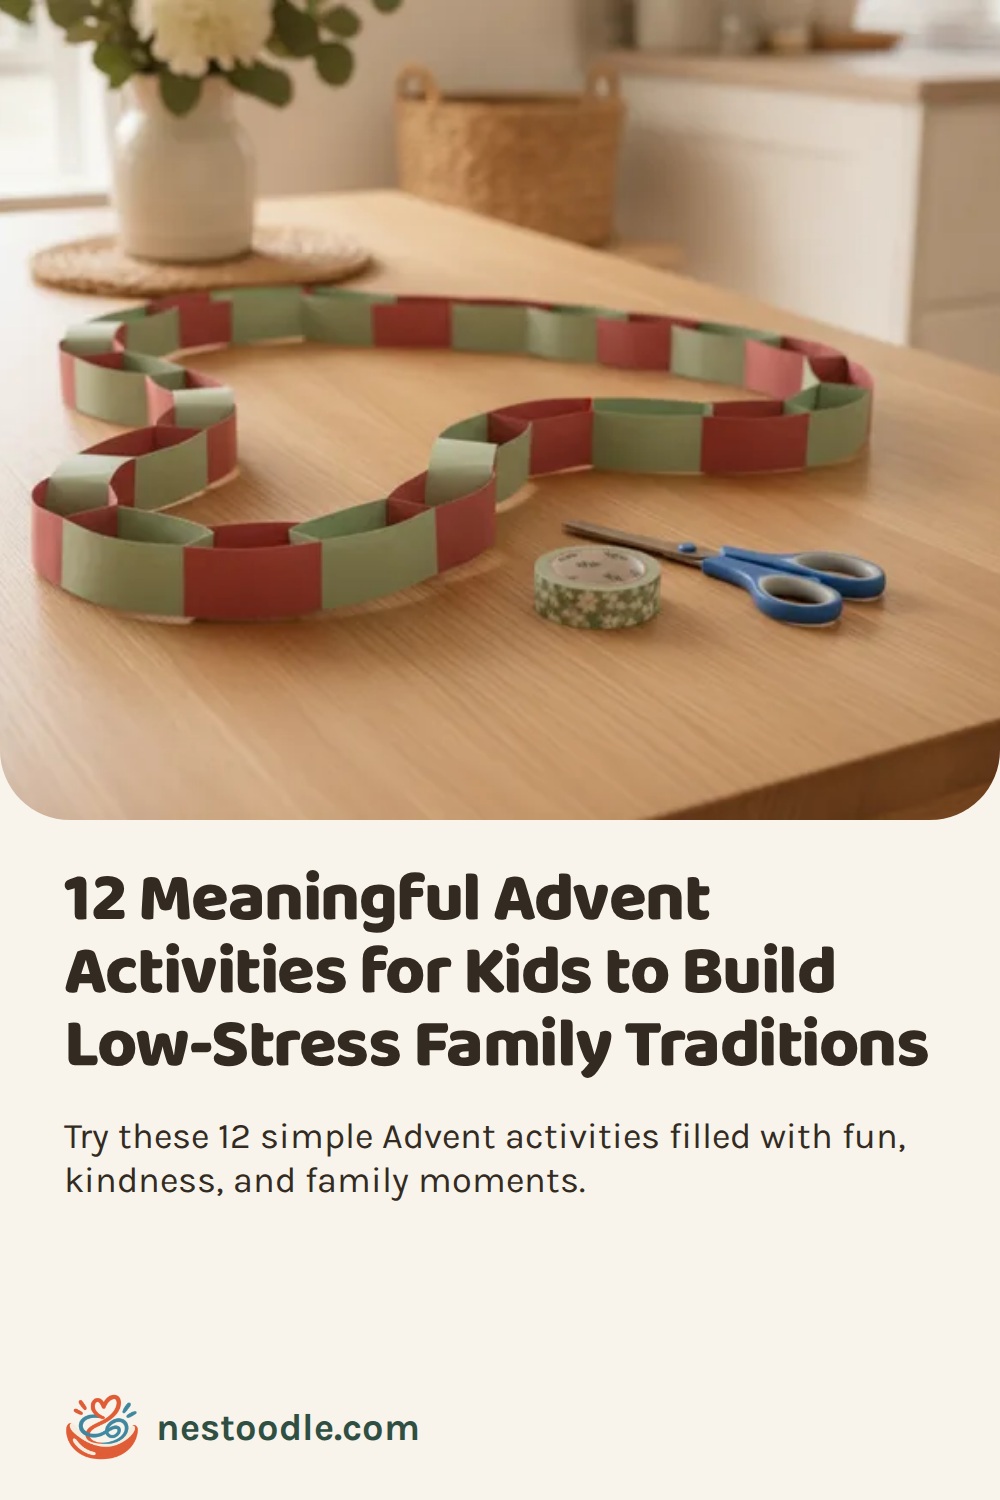 12 Meaningful Advent
Activities for Kids to Build
Low-Stress Family Traditions
Try these 12 simple Advent activities filled with fun,
kindness, and family moments.
nestoodle.com